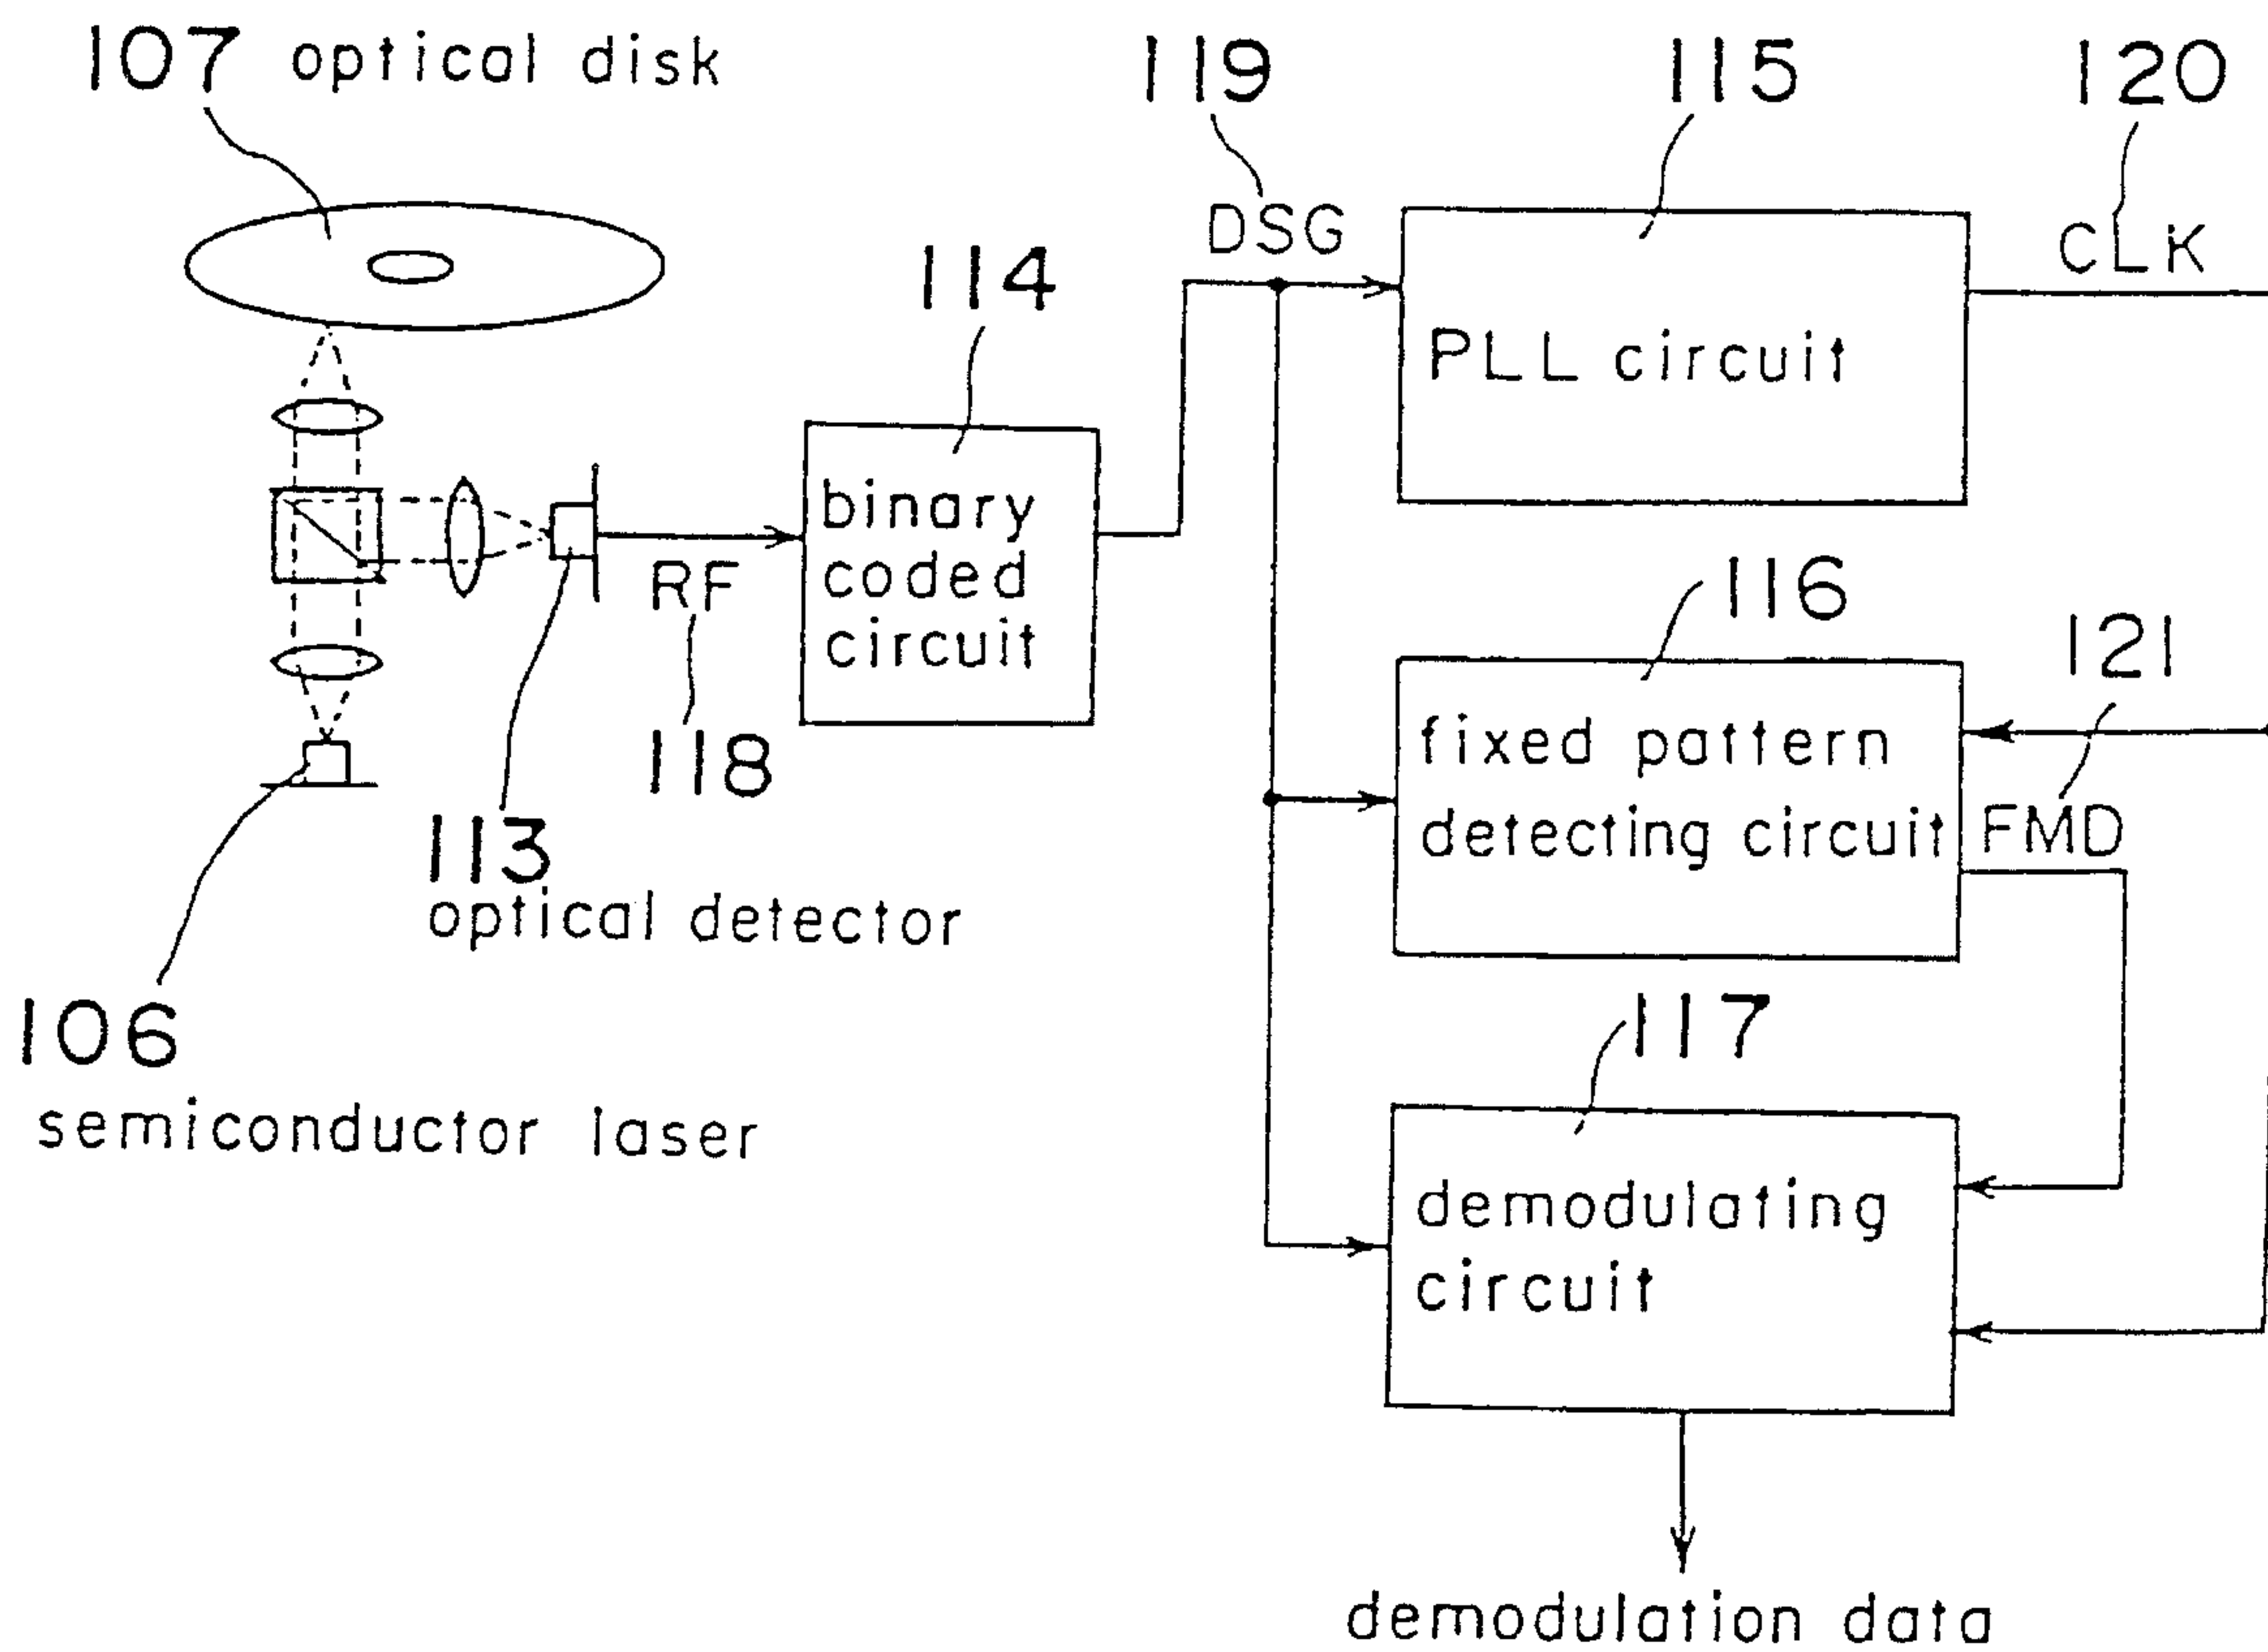 107 optical disk
119
115
120
DSG
CLK
114
PLL circuit
binary
coded
circuit
RF
116
118
121
fixed pattern
detecting circuit
FMD
113
optical detector
106
117
semiconductor laser
demodulating
circuit
demodulation data